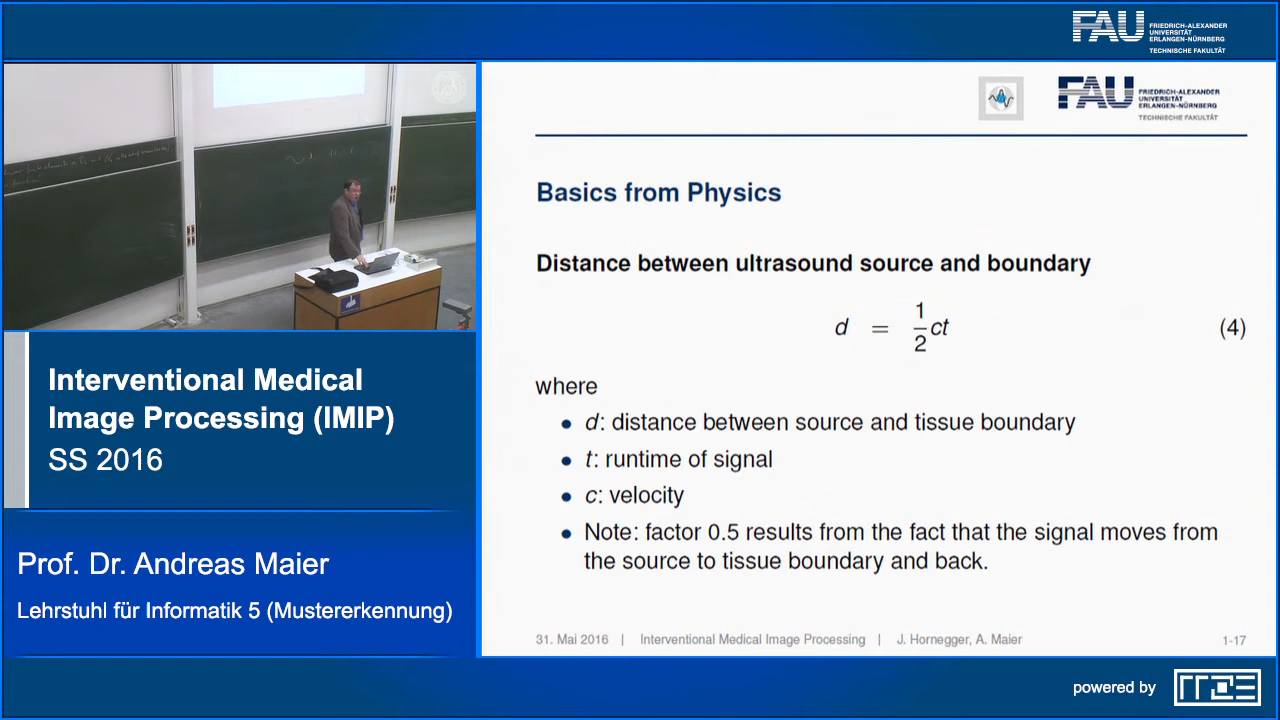 FAU
FRIEDRICH-ALEXANDER
UNIVERSITÄT
ERLANGEN-NÜRNBERG
TECHNISCHE FAKULTÄT
FAU
FRIEDRICH-ALEXANDER
UNIVERSITÄT
ERLANGEN-NÜRNBERG
TECHNISCHE FAKULTÄT
Basics from Physics
Distance between ultrasound source and boundary
d = 1/2 ct (4)
where
• d: distance between source and tissue boundary
• t: runtime of signal
• c: velocity
• Note: factor 0.5 results from the fact that the signal moves from
the source to tissue boundary and back.
31. Mai 2016 | Interventional Medical Image Processing | J. Hornegger, A. Maier 1-17
Interventional Medical
Image Processing (IMIP)
SS 2016
Prof. Dr. Andreas Maier
Lehrstuhl für Informatik 5 (Mustererkennung)
powered by